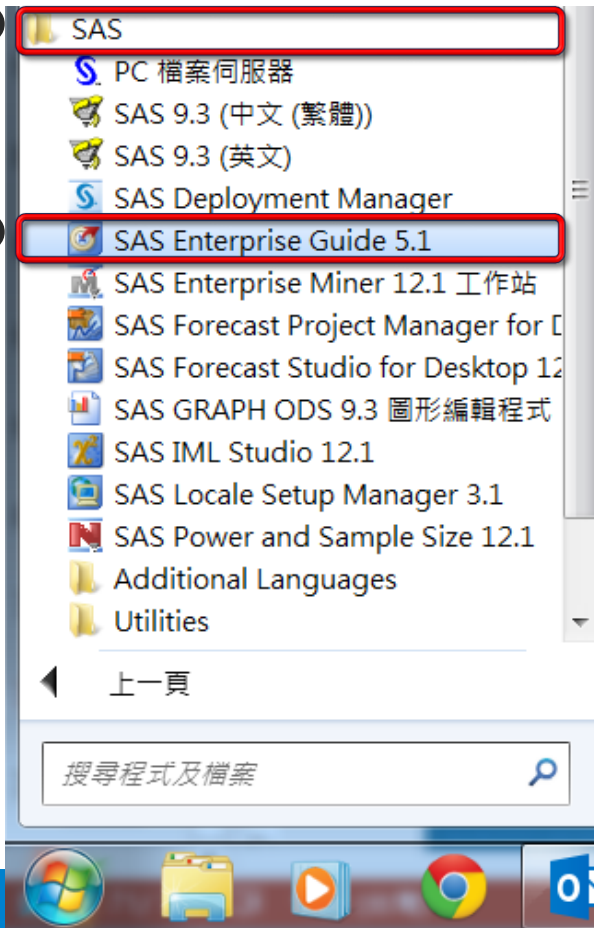 SAS
PC 檔案伺服器
SAS 9.3 (中文 (繁體))
SAS 9.3 (英文)
SAS Deployment Manager
SAS Enterprise Guide 5.1
SAS Enterprise Miner 12.1 工作站
SAS Forecast Project Manager for
SAS Forecast Studio for Desktop 12
SAS GRAPH ODS 9.3 圖形編輯程式
SAS IML Studio 12.1
SAS Locale Setup Manager 3.1
SAS Power and Sample Size 12.1
Additional Languages
Utilities
上一頁
搜尋程式及檔案